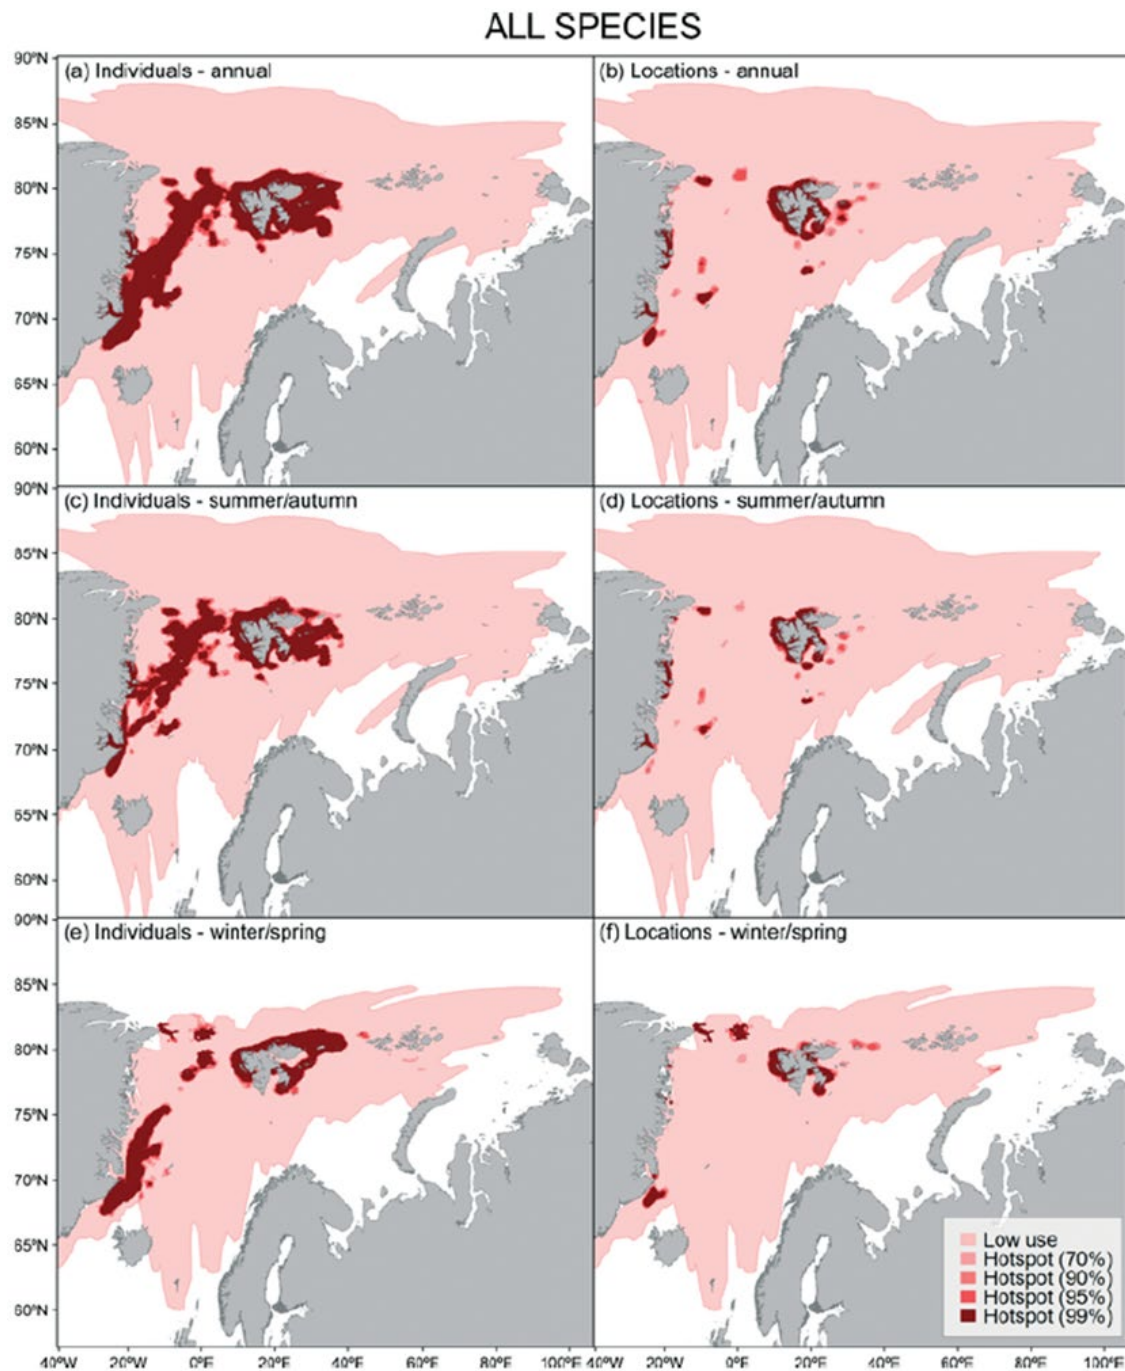 ALL SPECIES
90°N
(a) Individuals - annual
(b) Locations - annual
85°N
80°N
75°N
70°N
65°N
60°N
90°N
(c) Individuals - summer/autumn
(d) Locations - summer/autumn
85°N
80°N
75°N
70°N
65°N
60°N
90°N
(e) Individuals - winter/spring
(f) Locations - winter/spring
85°N
80°N
75°N
70°N
65°N
60°N
Low use
Hotspot (70%)
Hotspot (90%)
Hotspot (95%)
Hotspot (99%)
40°W 20°W 0°E 20°E 40°E 60°E 80°E 100°E 40°W 20°W 0°E 20°E 40°E 60°E 80°E 100°E